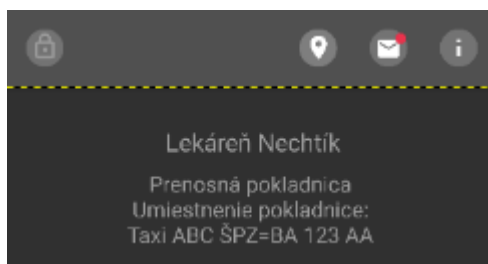 Lekáreň Nechtík
Prenosná pokladnica
Umiestnenie pokladnice:
Taxi ABC ŠPZ=BA 123 AA